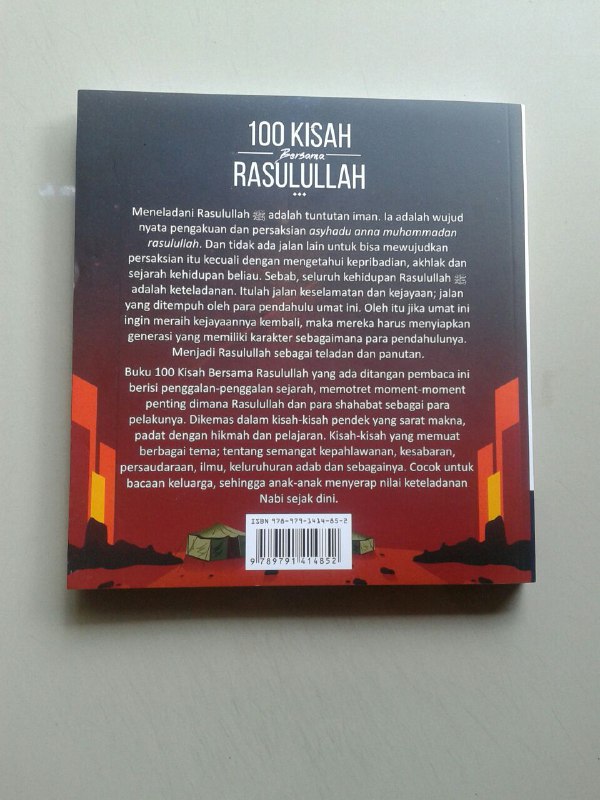 100 KISAH
Bersama
RASULULLAH
Meneladani Rasulullah ﷺ adalah tuntutan iman. Ia adalah wujud
nyata pengakuan dan persaksian asyhadu anna muhammadan
rasulullah. Dan tidak ada jalan lain untuk bisa mewujudkan
persaksian itu kecuali dengan mengetahui kepribadian, akhlak dan
sejarah kehidupan beliau. Sebab, seluruh kehidupan Rasulullah ﷺ
adalah keteladanan. Itulah jalan keselamatan dan kejayaan; jalan
yang ditempuh oleh para pendahulu umat ini. Oleh itu jika umat ini
ingin meraih kejayaannya kembali, maka mereka harus menyiapkan
generasi yang memiliki karakter sebagaimana para pendahulunya.
Menjadi Rasulullah sebagai teladan dan panutan.
Buku 100 Kisah Bersama Rasulullah yang ada ditangan pembaca ini
berisi penggalan-penggalan sejarah, memotret moment-moment
penting dimana Rasulullah dan para shahabat sebagai para
pelakunya. Dikemas dalam kisah-kisah pendek yang sarat makna,
padat dengan hikmah dan pelajaran. Kisah-kisah yang memuat
berbagai tema; tentang semangat kepahlawanan, kesabaran,
persaudaraan, ilmu, keluruhuran adab dan sebagainya. Cocok untuk
bacaan keluarga, sehingga anak-anak menyerap nilai keteladanan
Nabi sejak dini.
ISBN 978-979-1414-85-2
9 789791 414852